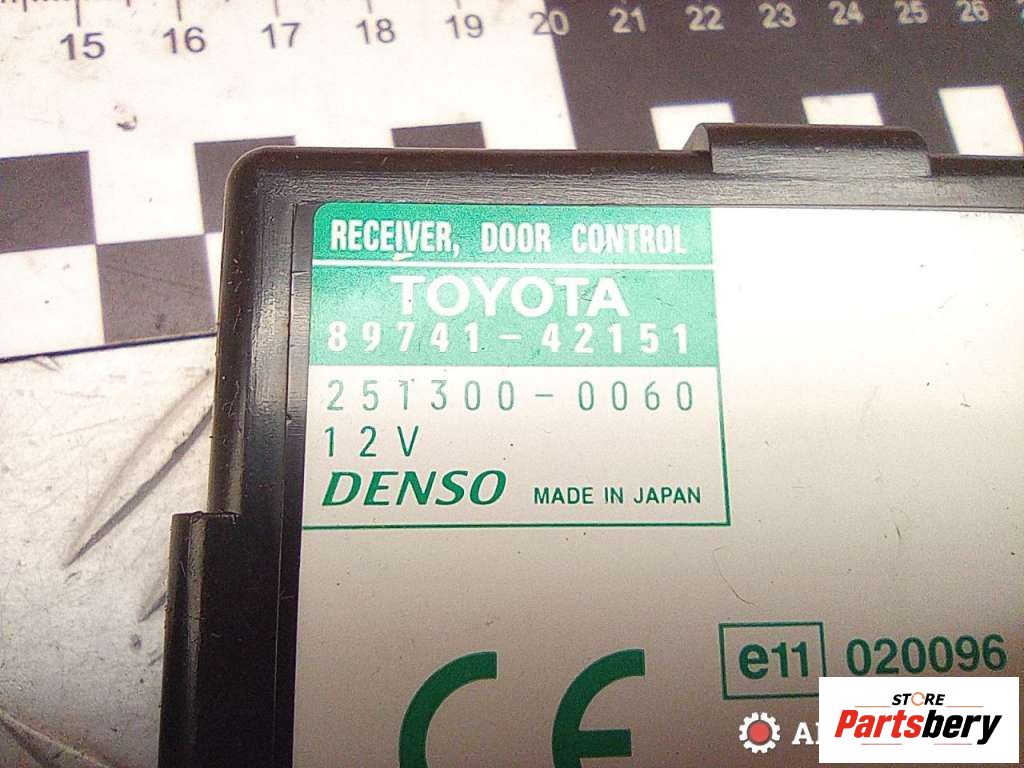 15 16 17 18 19 20 21 22 23 24 25 26
RECEIVER, DOOR CONTROL
TOYOTA
89741-42151
251300-0060
12V
DENSO MADE IN JAPAN
e11 020096
CE
STORE
Partsbery